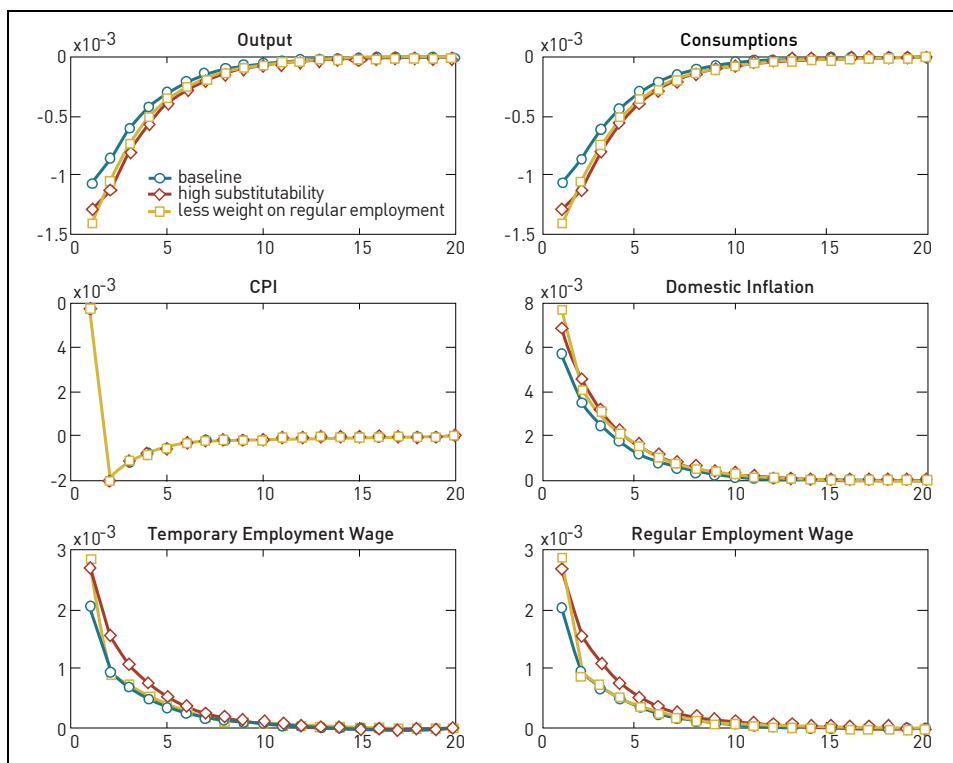 Output
x10-3
0
-0.5
-1
-1.5
0 5 10 15 20
baseline
high substitutability
less weight on regular employment
Consumptions
x10-3
0
-0.5
-1
-1.5
0 5 10 15 20
CPI
x10-3
0
4
2
0
-2
0 5 10 15 20
Domestic Inflation
x10-3
8
6
4
2
0
0 5 10 15 20
Temporary Employment Wage
x10-3
3
2
1
0
0 5 10 15 20
Regular Employment Wage
x10-3
3
2
1
0
0 5 10 15 20